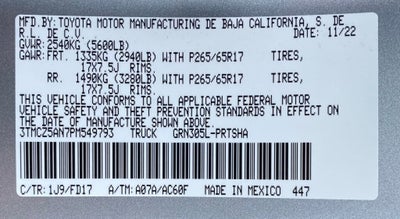 MFD.BY:TOYOTA MOTOR MANUFACTURING DE BAJA CALIFORNIA, S. DE
R.L. DE C.V. DATE: 11/22
GVWR:2540KG (5600LB)
GAWR:FRT. 1335KG (2940LB) WITH P265/65R17 TIRES,
17X7.5J RIMS.
RR. 1490KG (3280LB) WITH P265/65R17 TIRES,
17X7.5J RIMS.
THIS VEHICLE CONFORMS TO ALL APPLICABLE FEDERAL MOTOR
VEHICLE SAFETY AND THEFT PREVENTION STANDARDS IN EFFECT ON
THE DATE OF MANUFACTURE SHOWN ABOVE.
3TMCZ5AN7PM549793 TRUCK GRN305L-PRTSHA
C/TR: 1J9/FD17 A/TM: A07A/AC60F MADE IN MEXICO 447